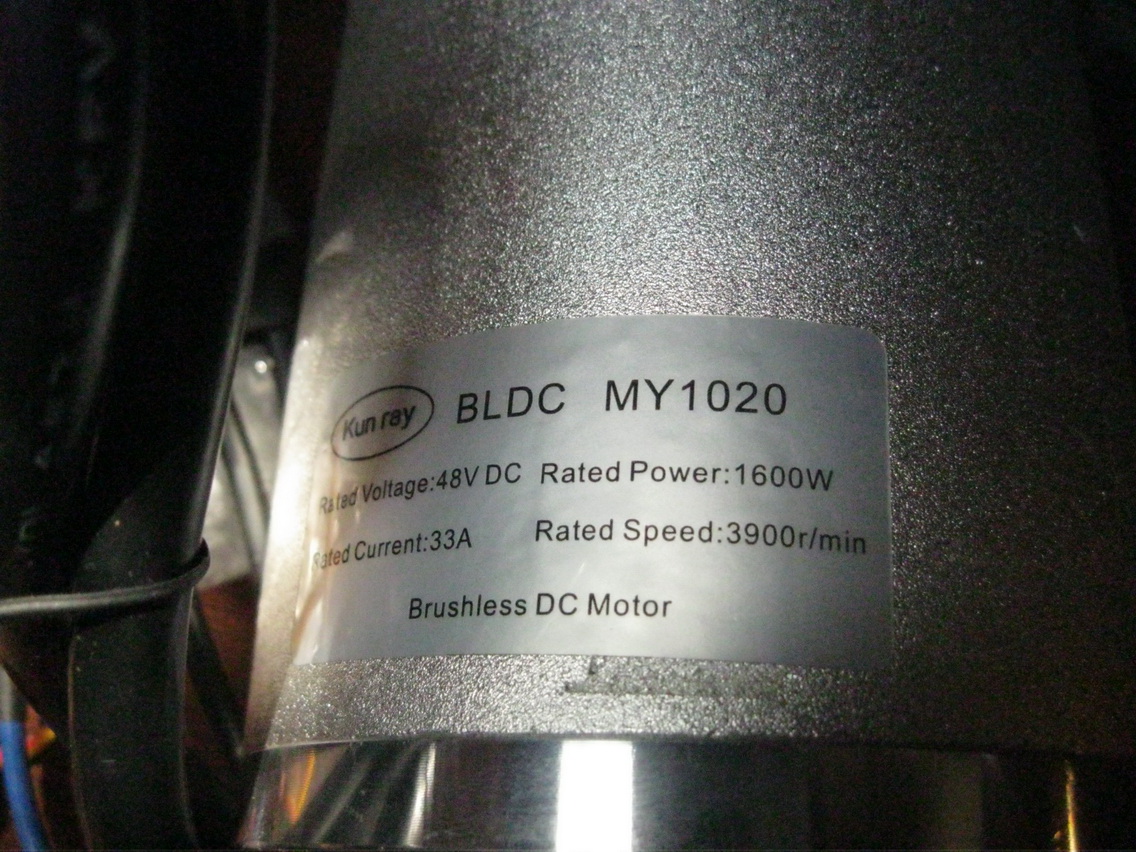 Kun ray BLDC MY1020
Rated Voltage:48V DC Rated Power:1600W
Rated Current:33A Rated Speed:3900r/min
Brushless DC Motor